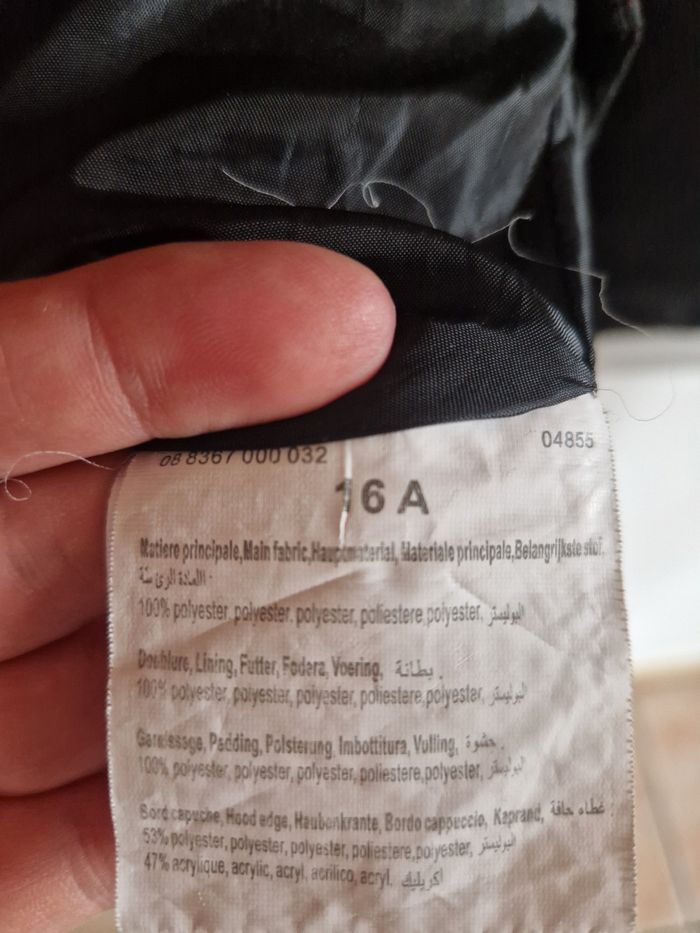 08 8367 000 032
04855
16 A
Matiere principale, Main fabric, Hauptmaterial, Materiale principale, Belangrijkste stof,
100% polyester, polyester, polyester, poliestere, polyester, البوليستر
Doublure, Lining, Futter, Fodera, Voering, بطانة .
100% polyester, polyester, polyester, poliestere, polyester, البوليستر
Garnissage, Padding, Polsterung, Imbottitura, Vulling, حشوة .
100% polyester, polyester, polyester, poliestere, polyester, البوليستر
Bord capuche, Hood edge, Haubenkrante, Bordo cappuccio, Kaprand, غطاء حافة
53% polyester, polyester, polyester, poliestere, polyester, البوليستر
47% acrylique, acrylic, acryl, acrilico, acryl. أكريليك